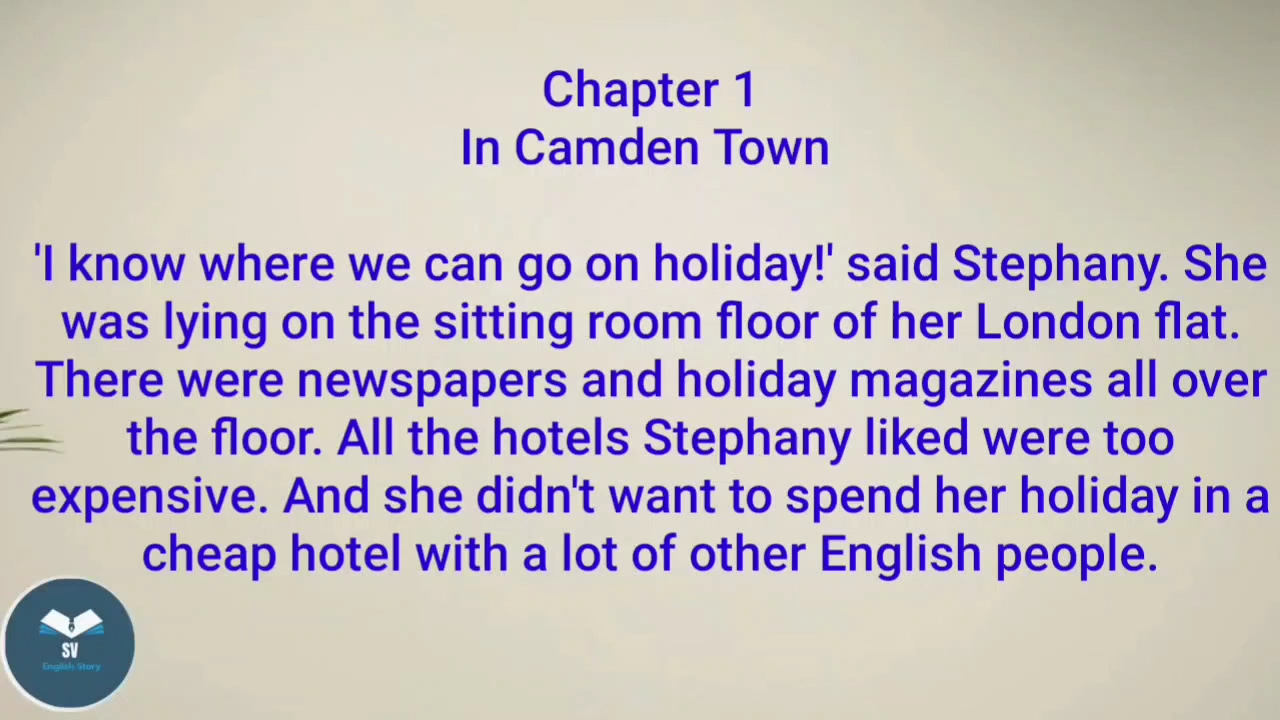 Chapter 1
In Camden Town
'I know where we can go on holiday!' said Stephany. She
was lying on the sitting room floor of her London flat.
There were newspapers and holiday magazines all over
the floor. All the hotels Stephany liked were too
expensive. And she didn't want to spend her holiday in a
cheap hotel with a lot of other English people.
SV
English Story